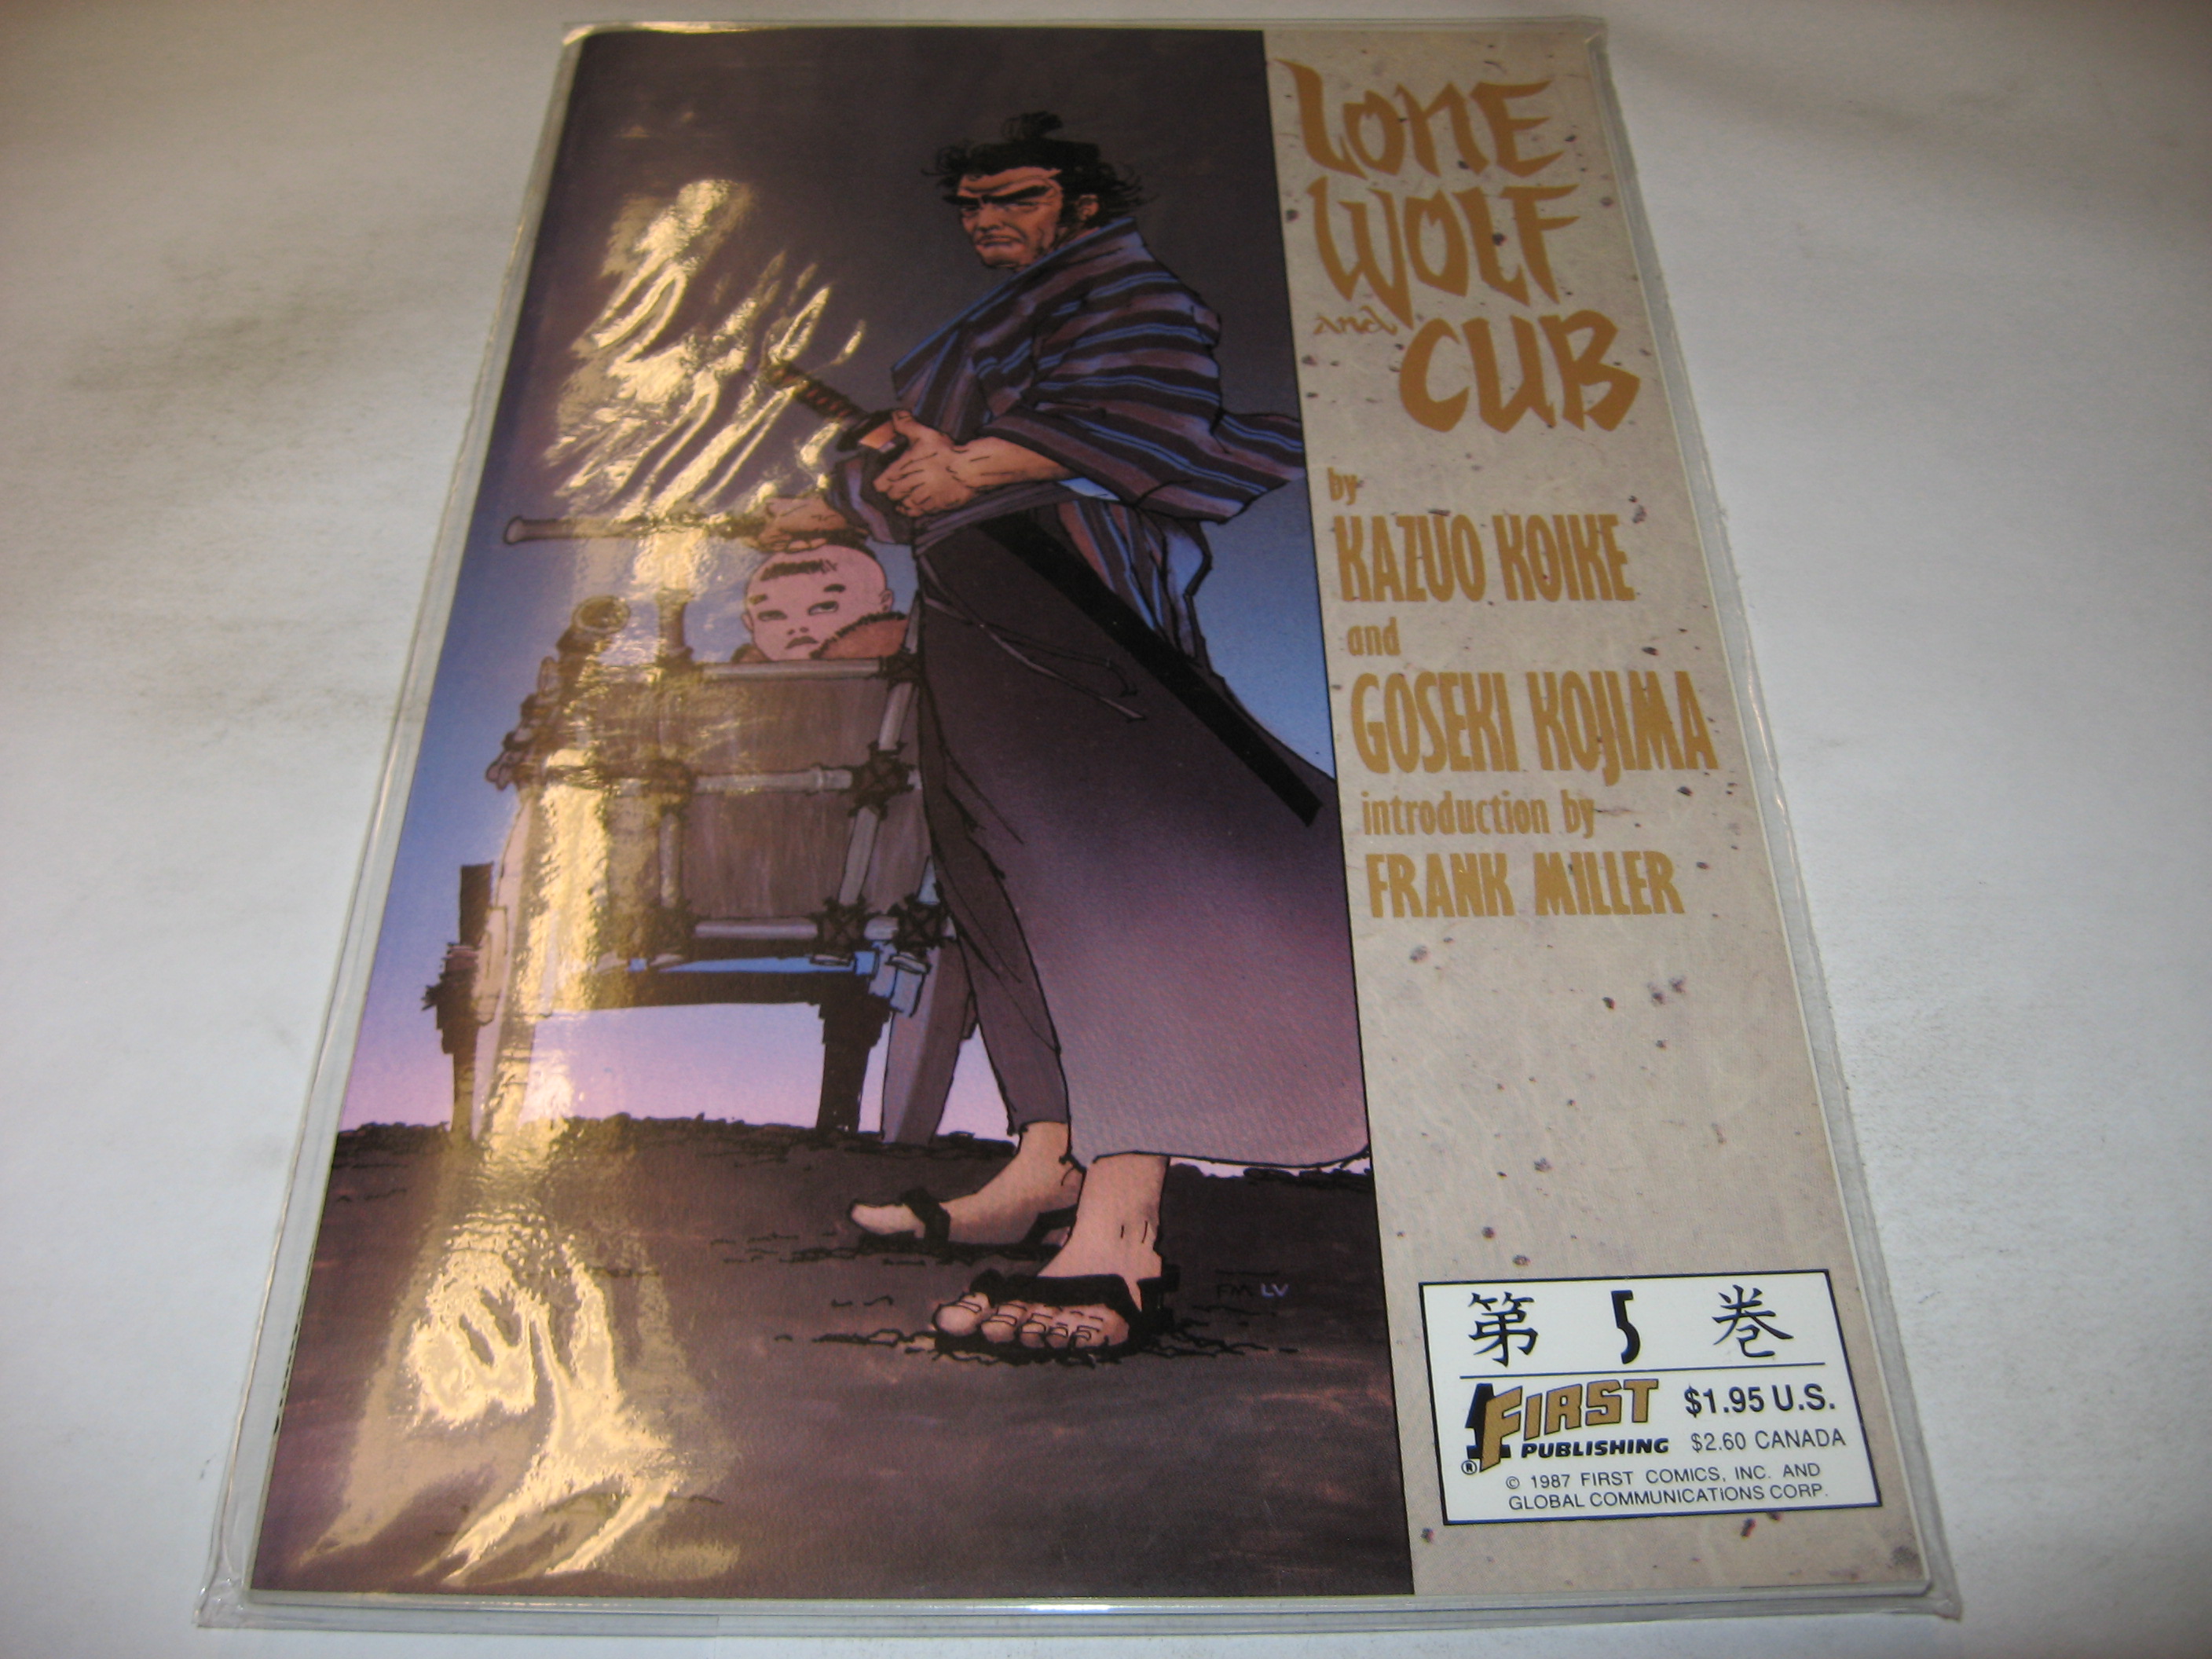 LONE
WOLF
and
CUB
by
KAZUO KOIKE
and
GOSEKI KOJIMA
introduction by
FRANK MILLER
FM LV
第 5 巻
FIRST
PUBLISHING
®
$1.95 U.S.
$2.60 CANADA
© 1987 FIRST COMICS, INC. AND
GLOBAL COMMUNICATIONS CORP.